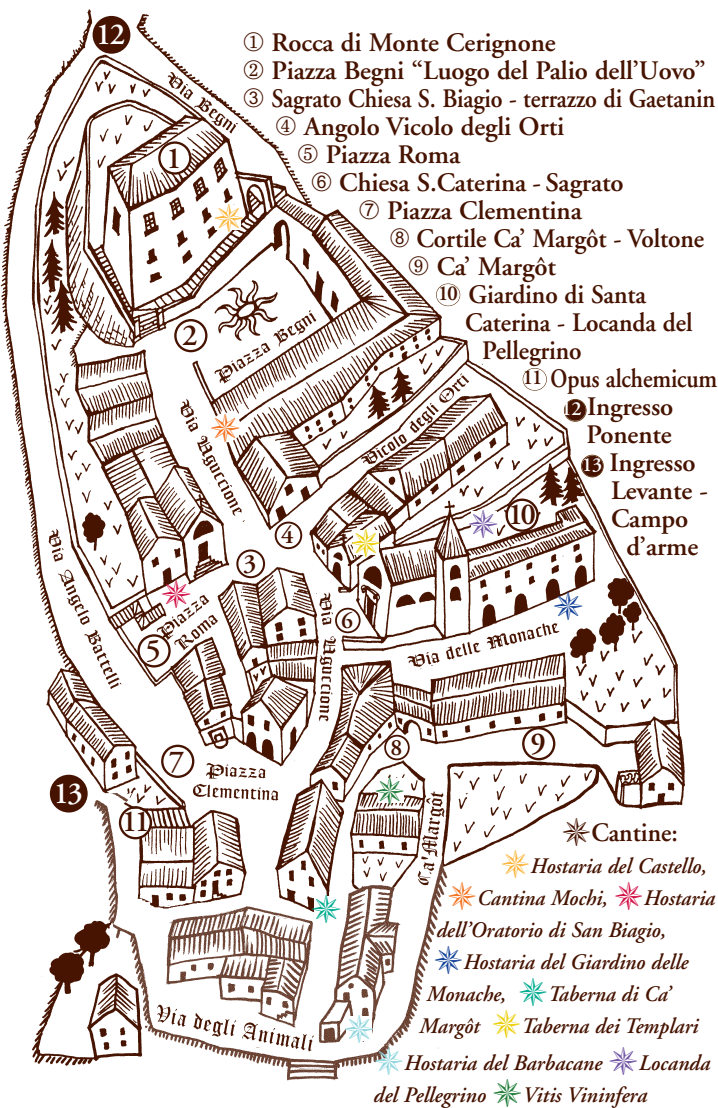 12
① Rocca di Monte Cerignone
② Piazza Begni “Luogo del Palio dell’Uovo”
③ Sagrato Chiesa S. Biagio - terrazzo di Gaetanin
④ Angolo Vicolo degli Orti
⑤ Piazza Roma
⑥ Chiesa S.Caterina - Sagrato
⑦ Piazza Clementina
⑧ Cortile Ca’ Margôt - Voltone
⑨ Ca’ Margôt
⑩ Giardino di Santa
Caterina - Locanda del
Pellegrino
⑪ Opus alchemicum
12 Ingresso
Ponente
13 Ingresso
Levante -
Campo
d’arme
Via Begni
1
2
Piazza Begni
Via Uguccione
Vicolo degli Orti
4
10
3
Via Angelo Battelli
Piazza
Roma
5
6
Via Uguccione
Via delle Monache
7
Piazza
Clementina
8
9
13
11
Ca’ Margôt
Via degli Animali
Cantine:
Hostaria del Castello,
Cantina Mochi, Hostaria
dell’Oratorio di San Biagio,
Hostaria del Giardino delle
Monache, Taberna di Ca’
Margôt Taberna dei Templari
Hostaria del Barbacane Locanda
del Pellegrino Vitis Vininfera